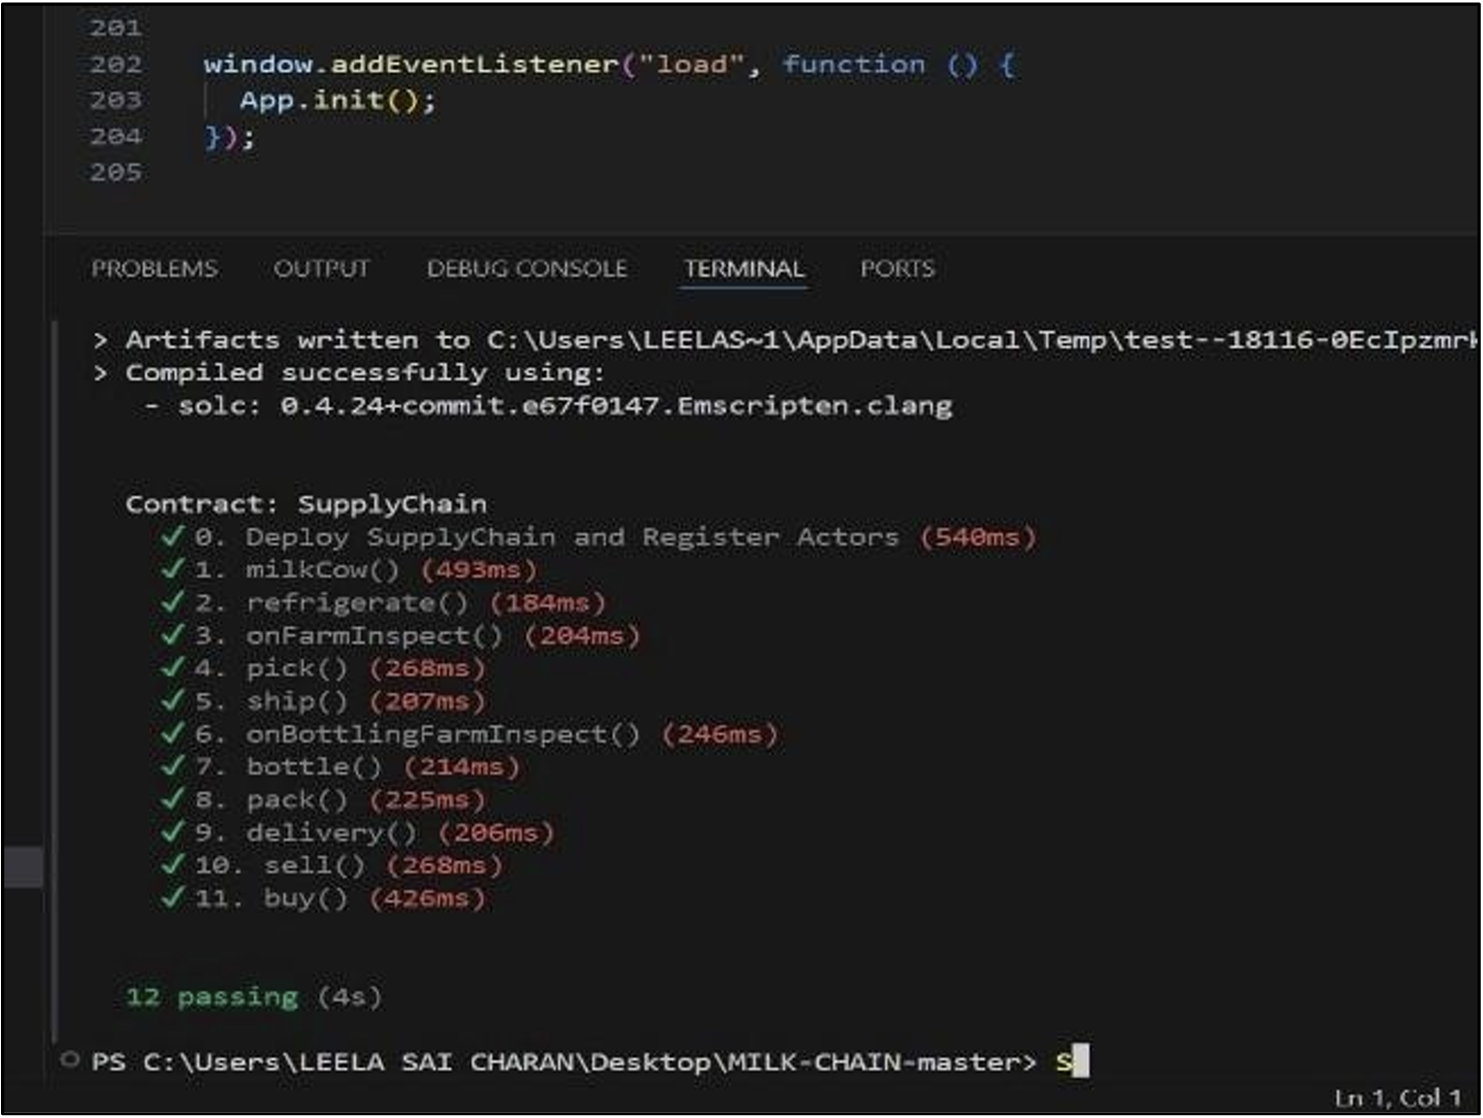 201
202 window.addEventListener("load", function () {
203 App.init();
204 });
205
PROBLEMS OUTPUT DEBUG CONSOLE TERMINAL PORTS
> Artifacts written to C:\Users\LEELAS~1\AppData\Local\Temp\test--18116-0EcIpzmr
> Compiled successfully using:
- solc: 0.4.24+commit.e67f0147.Emscripten.clang
Contract: SupplyChain
✓ 0. Deploy SupplyChain and Register Actors (540ms)
✓ 1. milkCow() (493ms)
✓ 2. refrigerate() (184ms)
✓ 3. onFarmInspect() (204ms)
✓ 4. pick() (268ms)
✓ 5. ship() (207ms)
✓ 6. onBottlingFarmInspect() (246ms)
✓ 7. bottle() (214ms)
✓ 8. pack() (225ms)
✓ 9. delivery() (206ms)
✓ 10. sell() (268ms)
✓ 11. buy() (426ms)
12 passing (4s)
PS C:\Users\LEELA SAI CHARAN\Desktop\MILK-CHAIN-master> S
Ln 1, Col 1